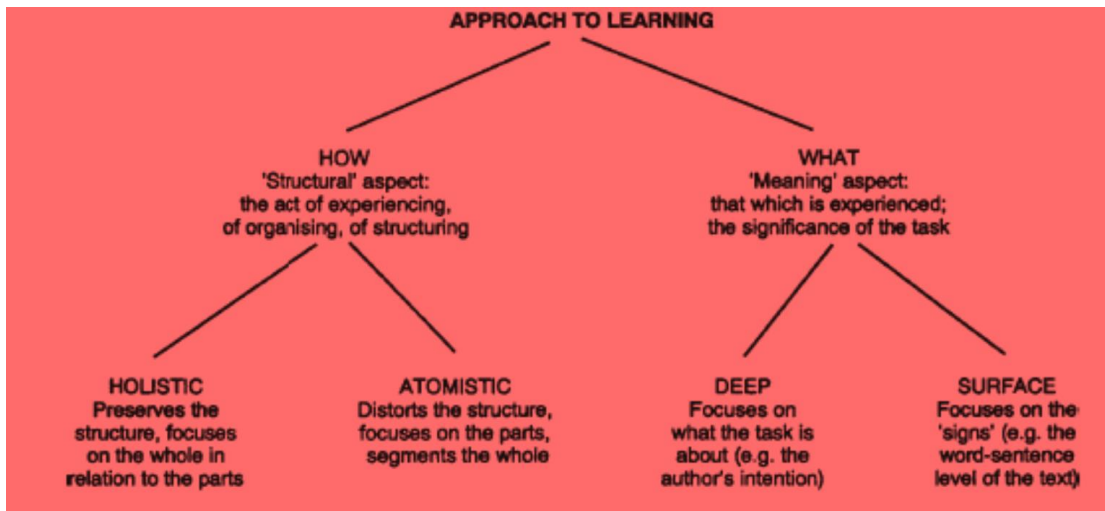 APPROACH TO LEARNING
HOW
'Structural' aspect:
the act of experiencing,
of organising, of structuring
WHAT
'Meaning' aspect:
that which is experienced;
the significance of the task
HOLISTIC
Preserves the
structure, focuses
on the whole in
relation to the parts
ATOMISTIC
Distorts the structure,
focuses on the parts,
segments the whole
DEEP
Focuses on
what the task is
about (e.g. the
author's intention)
SURFACE
Focuses on the
'signs' (e.g. the
word-sentence
level of the text)